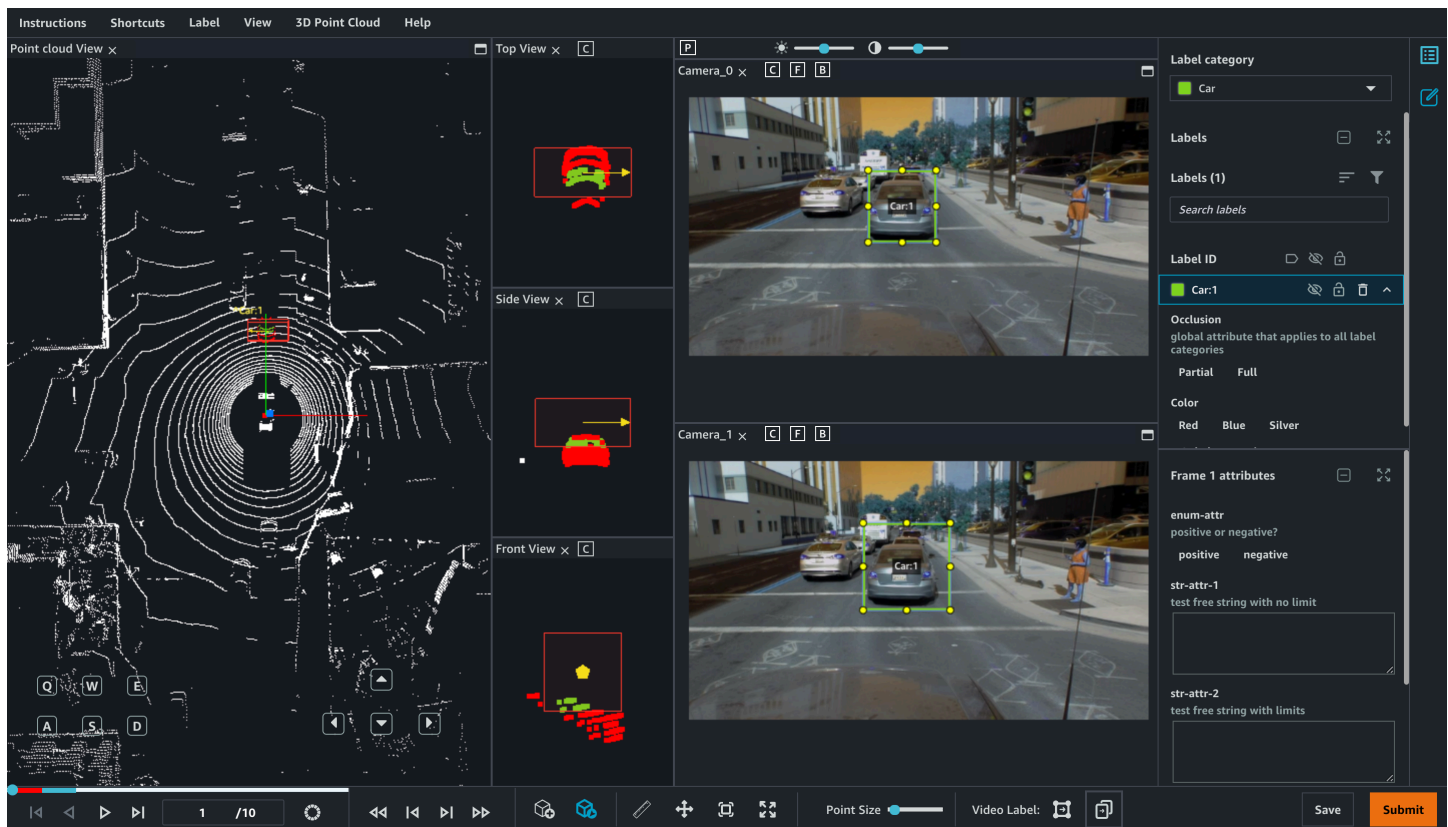 Instructions Shortcuts Label View 3D Point Cloud Help
Point cloud View
Car:1
Q W E
A S D
Top View C
Side View C
Front View C
P
Camera_0 C F B
Car:1
Camera_1 C F B
Car:1
Label category
Car
Labels
Labels (1)
Search labels
Label ID
Car:1
Occlusion
global attribute that applies to all label
categories
Partial Full
Color
Red Blue Silver
Frame 1 attributes
enum-attr
positive or negative?
positive negative
str-attr-1
test free string with no limit
str-attr-2
test free string with limits
1 /10
Point Size
Video Label:
Save
Submit